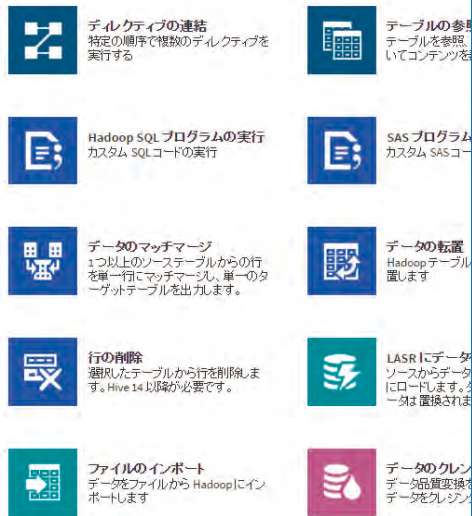 ディレクティブの連結
特定の順序で複数のディレクティブを
実行する
テーブルの参照
テーブルを参照、
いてコンテンツを
Hadoop SQL プログラムの実行
カスタム SQLコードの実行
SAS プログラム
カスタム SASコー
データのマッチマージ
1つ以上のソーステーブルからの行
を単一行にマッチマージし、単一のタ
ーゲットテーブルを出力します。
データの転置
Hadoop テーブル
置します
行の削除
選択したテーブルから行を削除しま
す。Hive 14 以降が必要です。
LASR にデータ
ソースからデータ
にロードします。
ータは置換されま
ファイルのインポート
データをファイルから Hadoopにイン
ポートします
データのクレン
データ品質変換を
データをクレジン